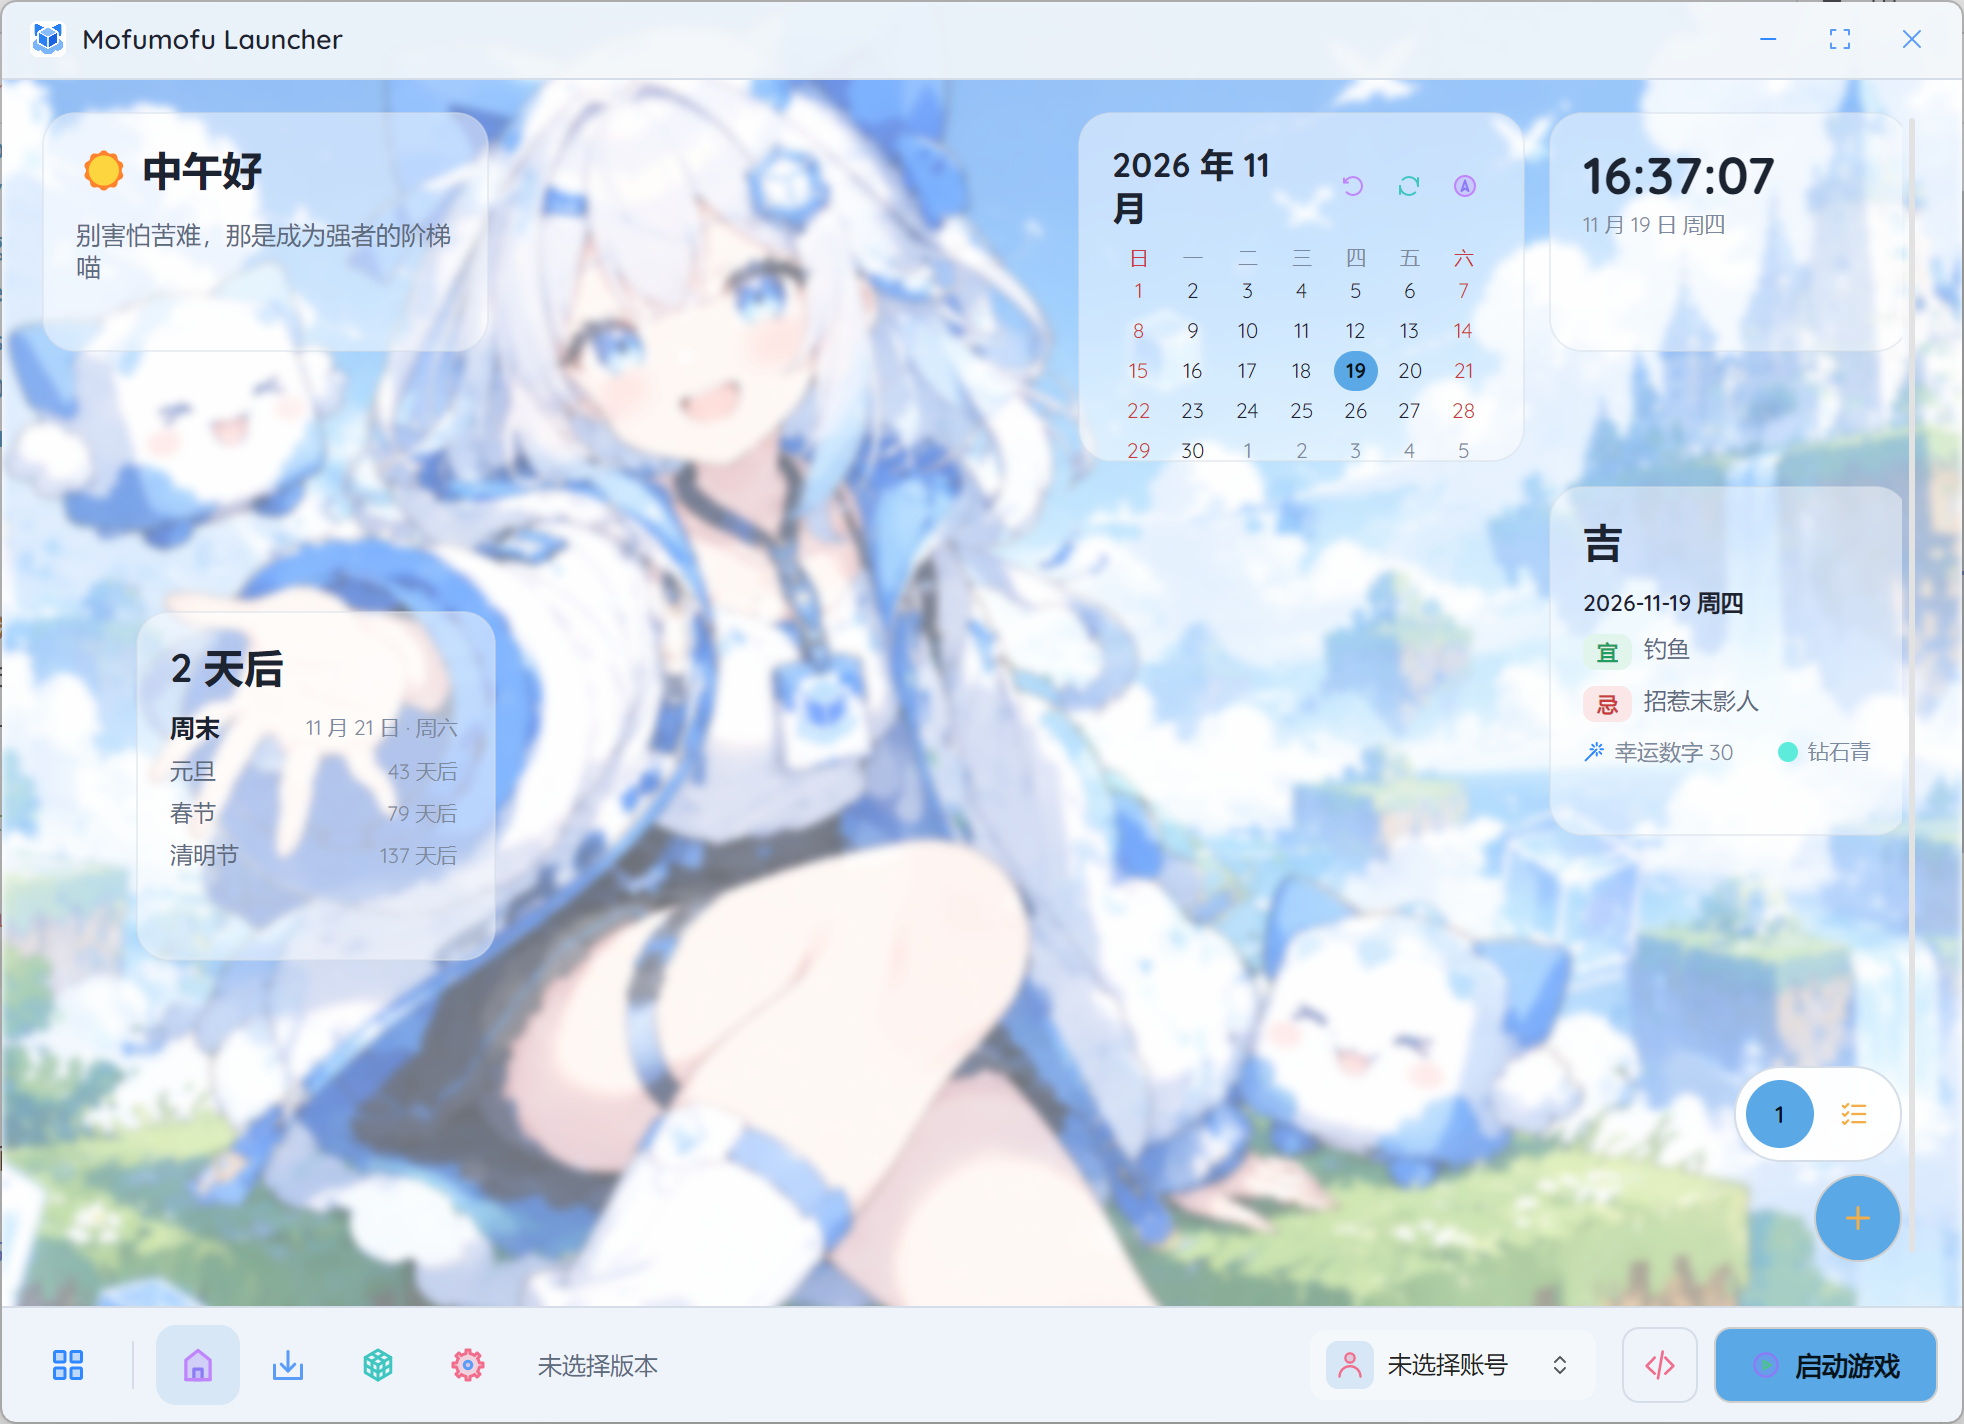 Mofumofu Launcher
中午好
别害怕苦难，那是成为强者的阶梯
喵
2026 年 11
月
日 一 二 三 四 五 六
1 2 3 4 5 6 7
8 9 10 11 12 13 14
15 16 17 18 19 20 21
22 23 24 25 26 27 28
29 30 1 2 3 4 5
16:37:07
11 月 19 日 周四
吉
2026-11-19 周四
宜 钓鱼
忌 招惹末影人
幸运数字 30 钻石青
2 天后
周末 11 月 21 日 · 周六
元旦 43 天后
春节 79 天后
清明节 137 天后
1
未选择版本
未选择账号
启动游戏